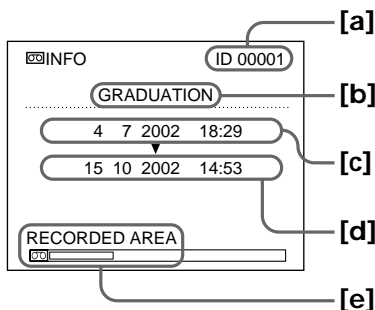 [a]
INFO ID 00001
GRADUATION [b]
4 7 2002 18:29
[c]
15 10 2002 14:53
[d]
RECORDED AREA
[e]